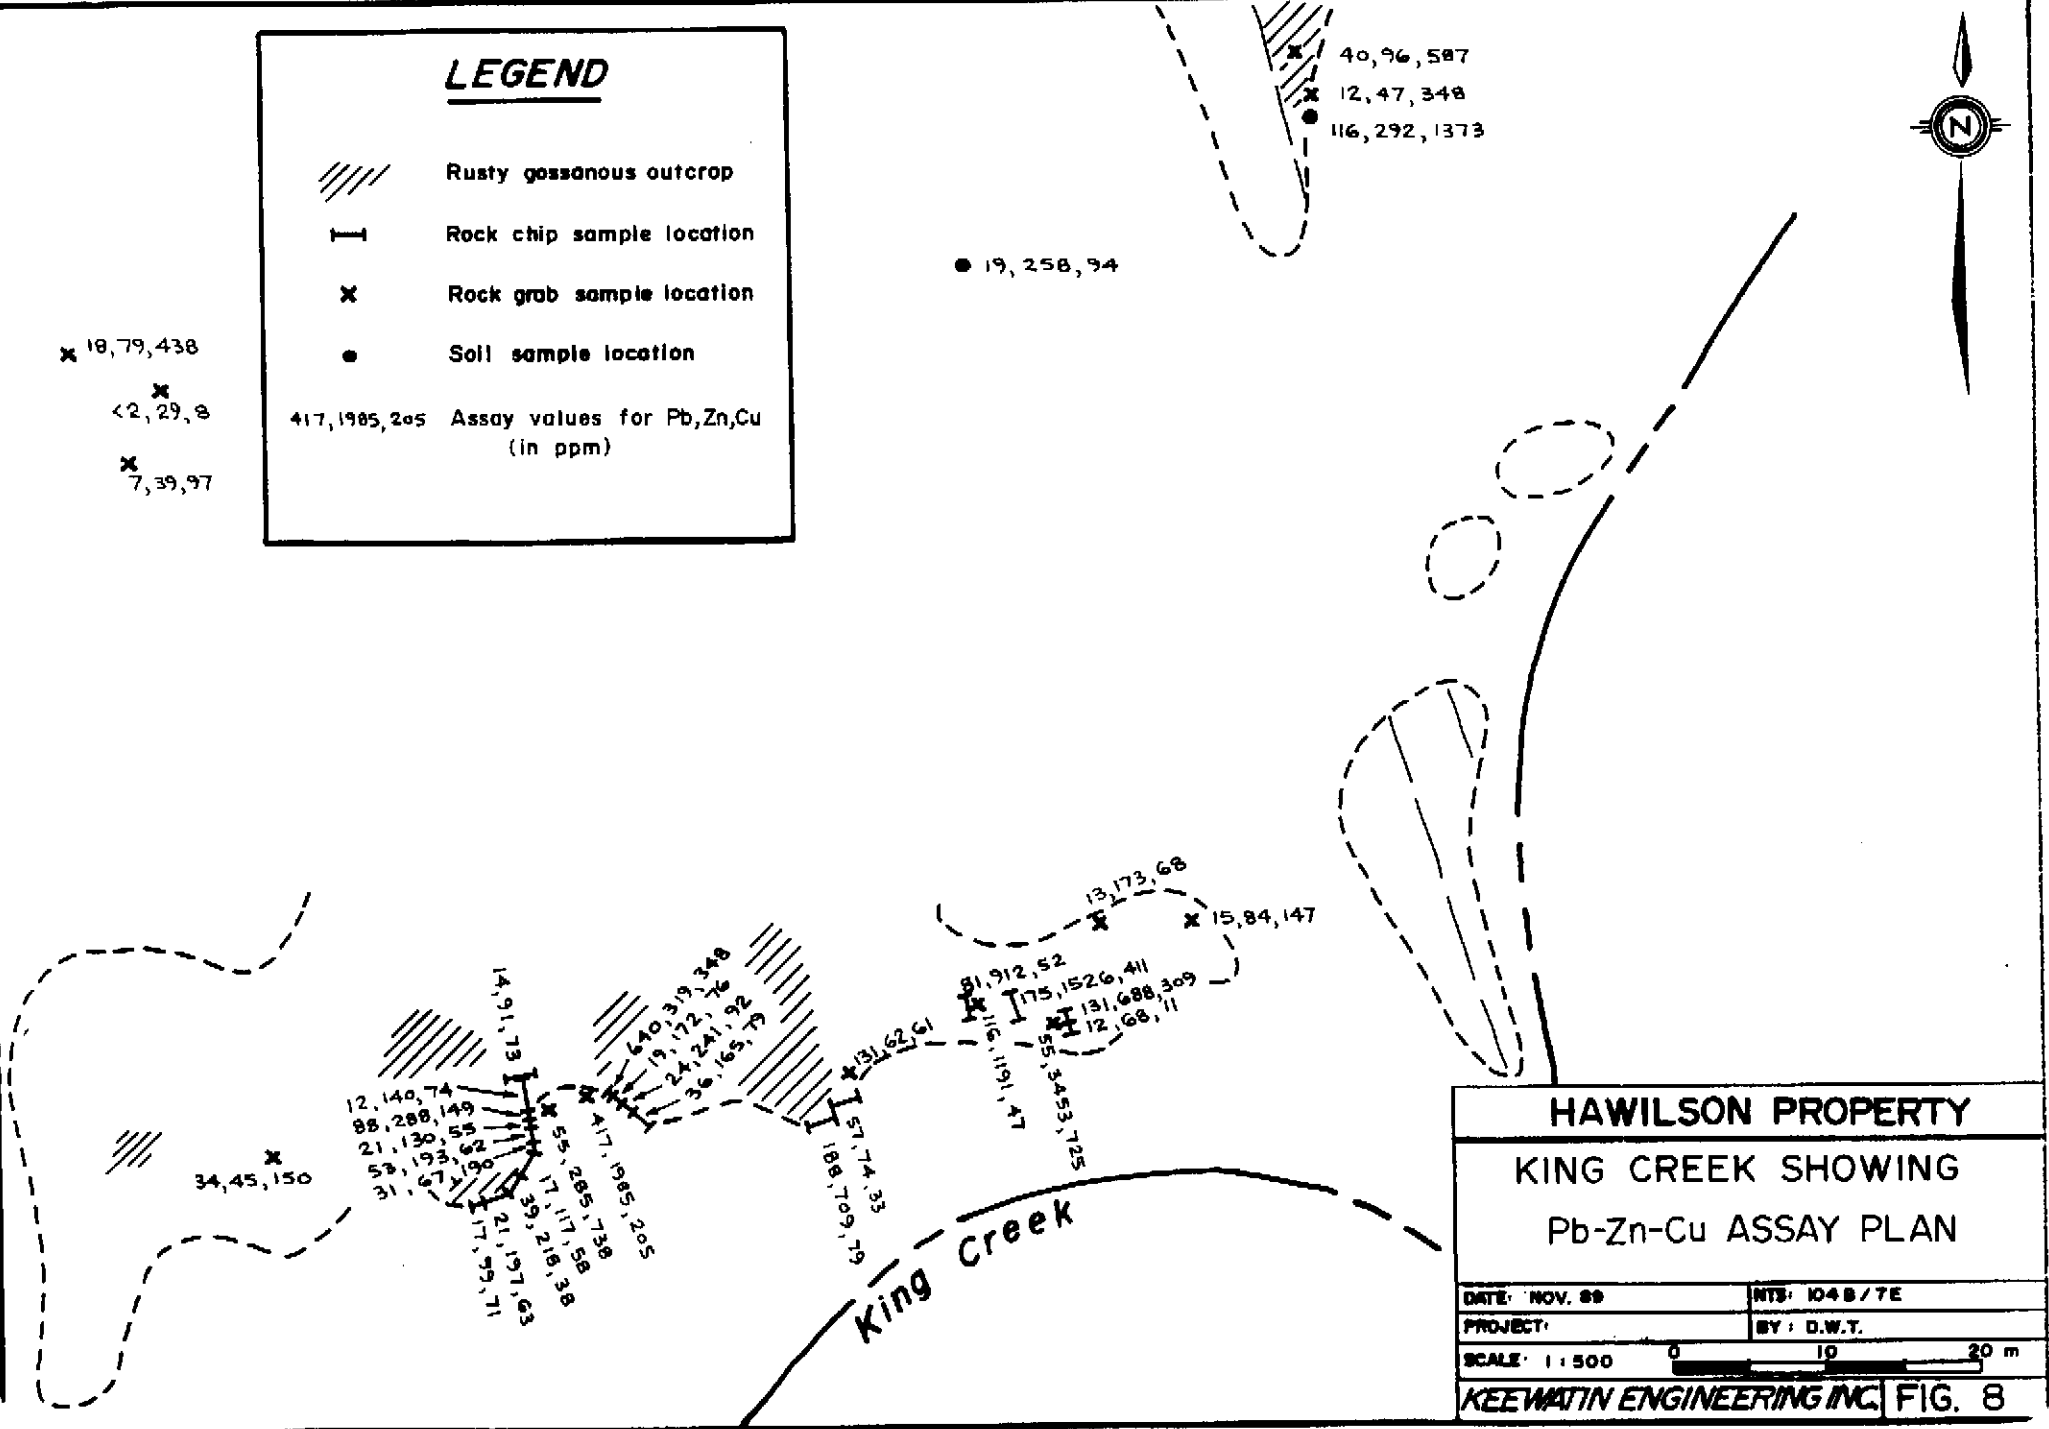 LEGEND
Rusty gossanous outcrop
Rock chip sample location
Rock grab sample location
Soil sample location
417,1985,205 Assay values for Pb,Zn,Cu
(in ppm)
40,96,587
12,47,348
116,292,1373
N
19,258,94
18,79,438
<2,29,8
7,39,97
13,173,68
15,84,147
81,912,52
175,1526,411
131,688,309
12,68,11
116,1191,47
55,3453,725
131,62,61
57,74,33
188,709,79
640,319,348
19,172,76
24,241,92
36,165,79
14,91,73
12,140,74
88,288,149
21,130,55
53,193,62
31,67,190
417,1985,205
55,285,738
17,117,58
39,218,38
21,197,63
17,99,71
34,45,150
King Creek
HAWILSON PROPERTY
KING CREEK SHOWING
Pb-Zn-Cu ASSAY PLAN
DATE: NOV. 89
NTS: 104B/7E
PROJECT:
BY: D.W.T.
SCALE: 1:500
0 10 20 m
KEEWATIN ENGINEERING INC.
FIG. 8